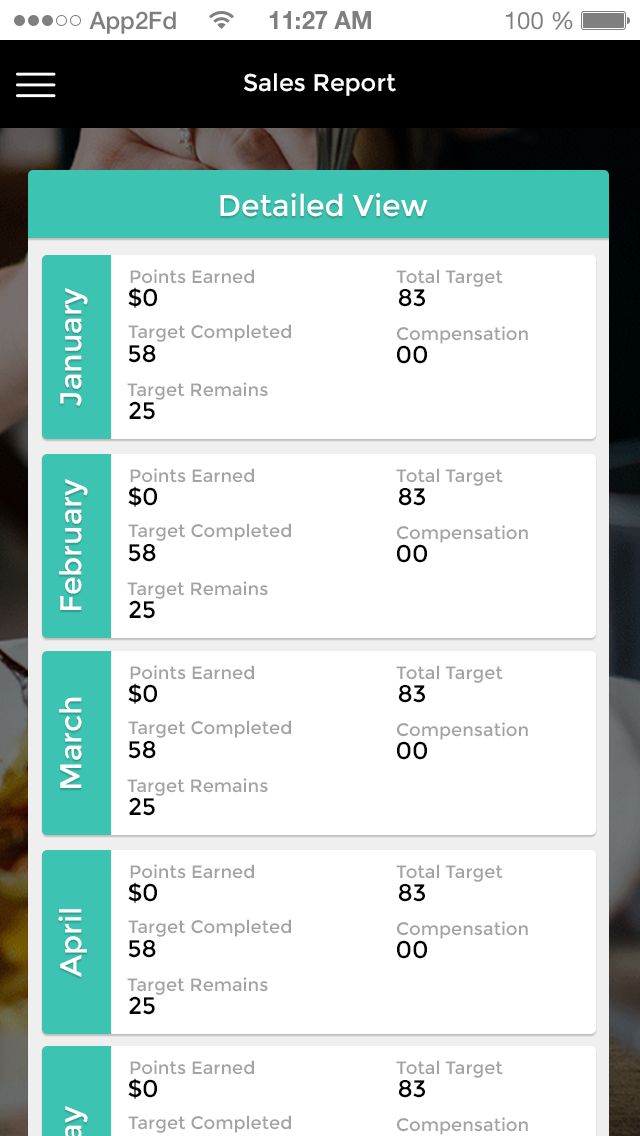 App2Fd 11:27 AM 100 %
Sales Report
Detailed View
January
Points Earned Total Target
$0 83
Target Completed Compensation
58 00
Target Remains
25
February
Points Earned Total Target
$0 83
Target Completed Compensation
58 00
Target Remains
25
March
Points Earned Total Target
$0 83
Target Completed Compensation
58 00
Target Remains
25
April
Points Earned Total Target
$0 83
Target Completed Compensation
58 00
Target Remains
25
ay
Points Earned Total Target
$0 83
Target Completed Compensation